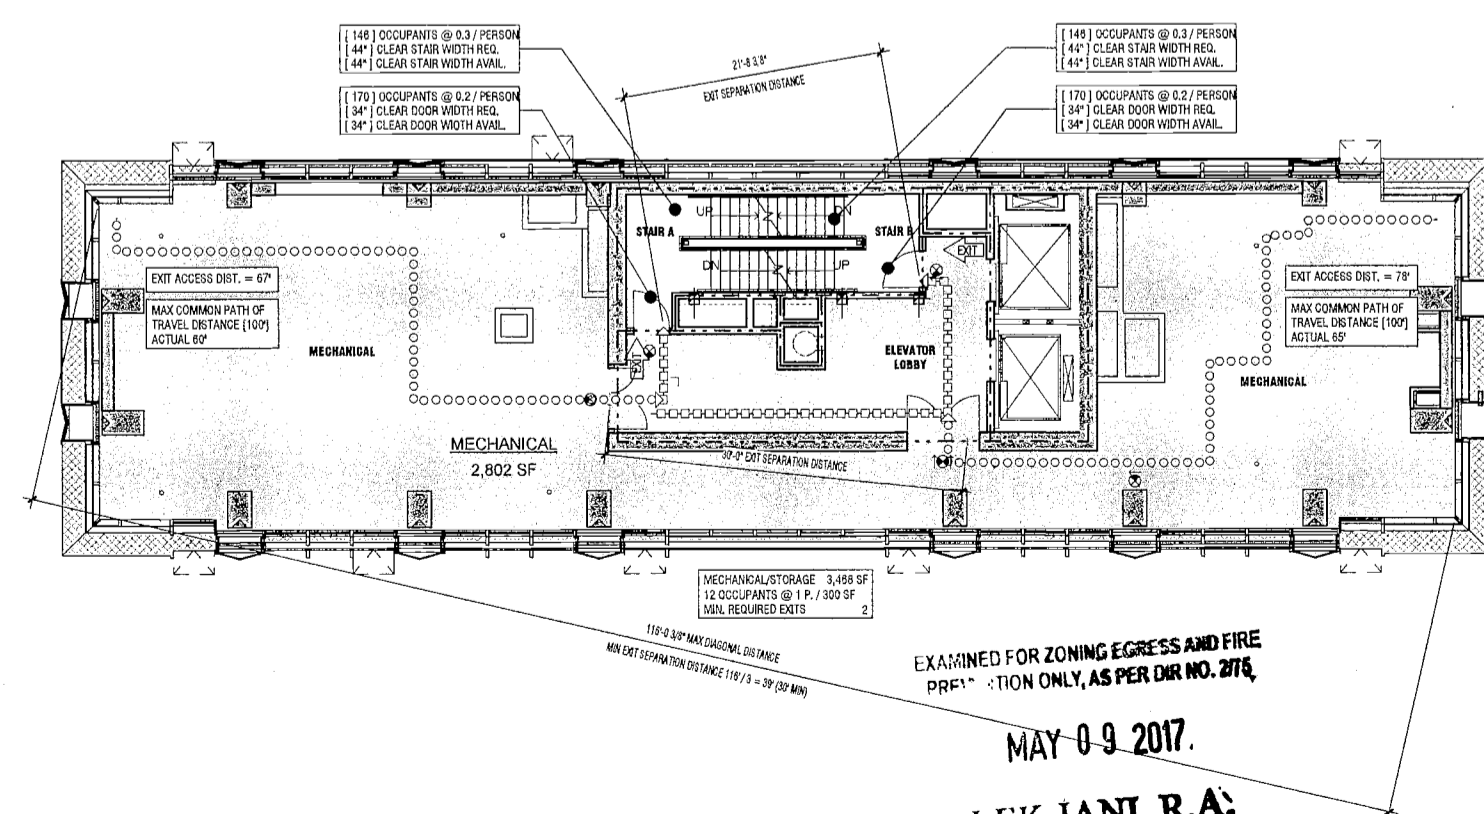 [ 146] OCCUPANTS @ 0.3 / PERSON
[ 44" ] CLEAR STAIR WIDTH REQ.
[ 44" ] CLEAR STAIR WIDTH AVAIL.
[ 170 ] OCCUPANTS @ 0.2 / PERSON
[ 34" ] CLEAR DOOR WIDTH REQ.
[ 34" ] CLEAR DOOR WIDTH AVAIL.
21'-8 3/8"
EXIT SEPARATION DISTANCE
[ 146 ] OCCUPANTS @ 0.3 / PERSON
[ 44" ] CLEAR STAIR WIDTH REQ.
[ 44" ] CLEAR STAIR WIDTH AVAIL.
[ 170 ] OCCUPANTS @ 0.2 / PERSON
[ 34" ] CLEAR DOOR WIDTH REQ.
[ 34" ] CLEAR DOOR WIDTH AVAIL.
UP
DN
STAIR A
STAIR B
DN
UP
EXIT
EXIT
EXIT ACCESS DIST. = 67'
MAX COMMON PATH OF
TRAVEL DISTANCE [100']
ACTUAL 60'
MECHANICAL
ELEVATOR
LOBBY
EXIT ACCESS DIST. = 78'
MAX COMMON PATH OF
TRAVEL DISTANCE [100']
ACTUAL 65'
MECHANICAL
MECHANICAL
2,802 SF
30'-0" EXIT SEPARATION DISTANCE
MECHANICAL/STORAGE 3,468 SF
12 OCCUPANTS @ 1 P. / 300 SF
MIN. REQUIRED EXITS 2
116'-0 3/8" MAX DIAGONAL DISTANCE
MIN EXIT SEPARATION DISTANCE 116' / 3 = 39' (30' MIN)
EXAMINED FOR ZONING EGRESS AND FIRE
ONLY, AS PER DIR NO. 2/75,
MAY 09 2017.
JANI, R.A.